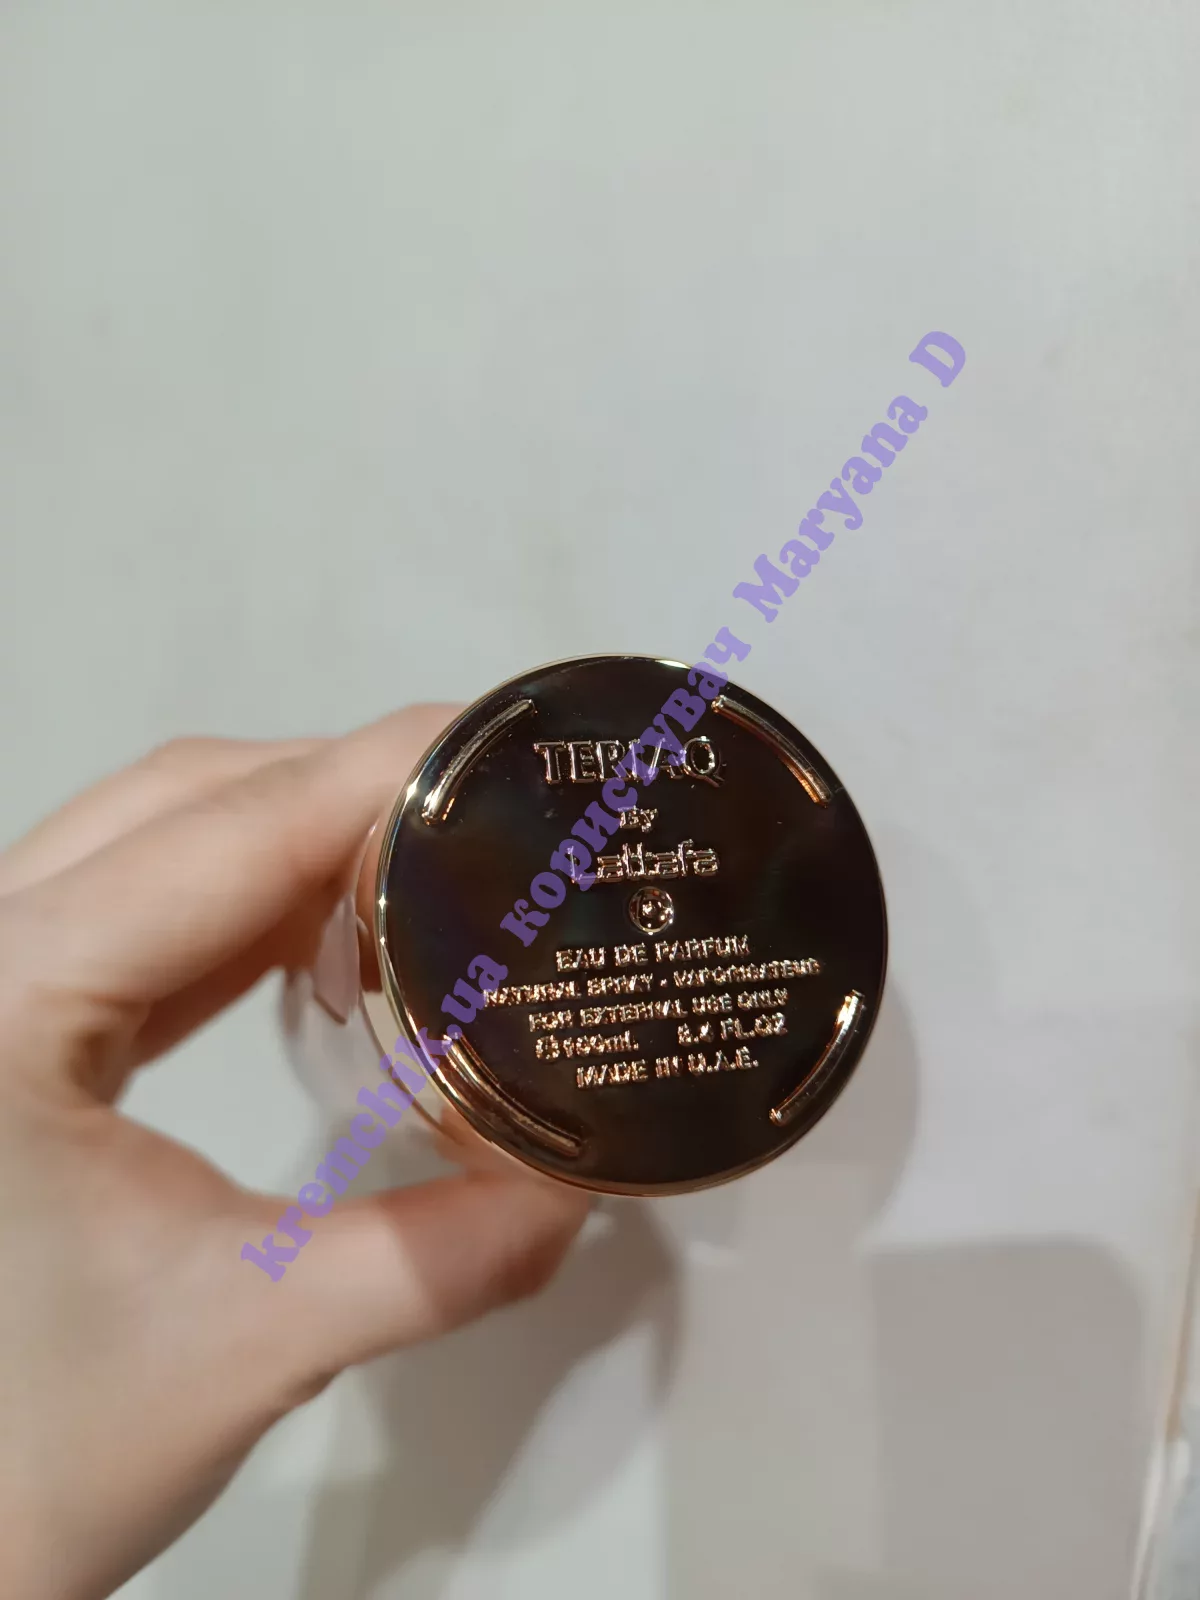 TERIAQ
By
Lattafa
EAU DE PARFUM
NATURAL SPRAY - VAPORISATEUR
FOR EXTERNAL USE ONLY
℮100ml. 3.4 FL.OZ
MADE IN U.A.E.
kremchik.ua користувач Maryana D